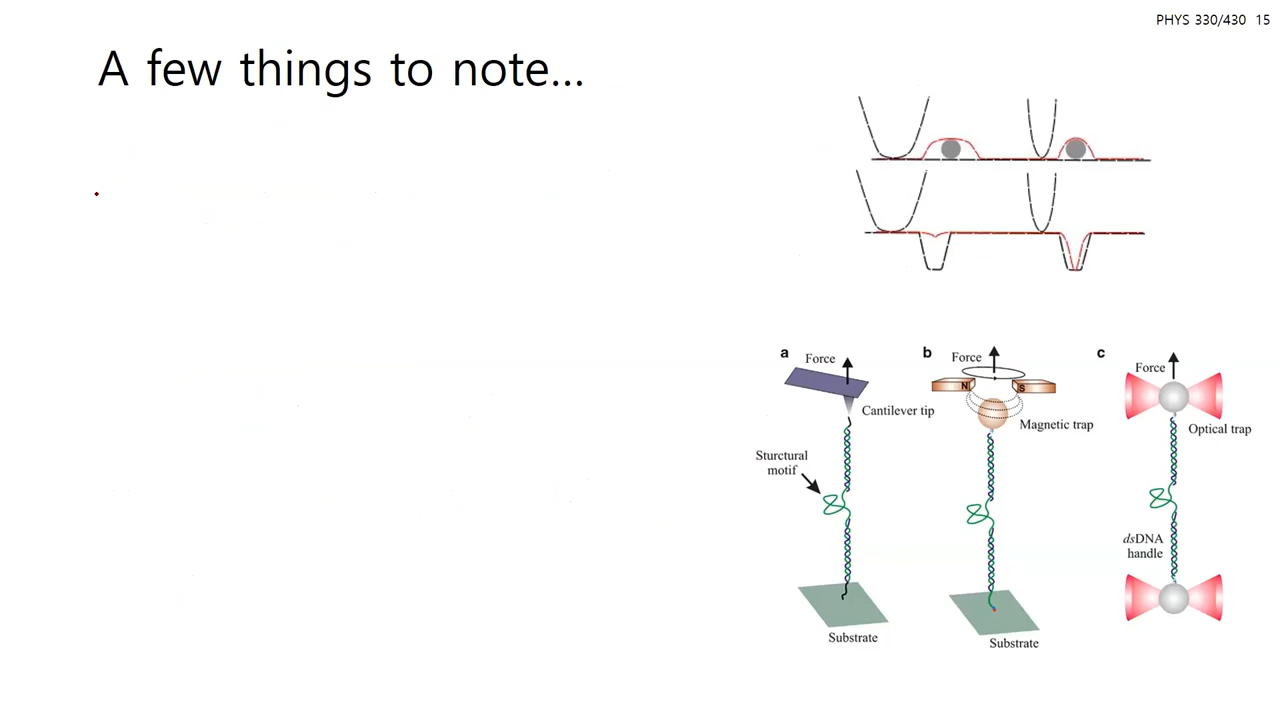 PHYS 330/430 15
A few things to note...
a
Force
Cantilever tip
Sturctural
motif
Substrate
b
Force
N
S
Magnetic trap
Substrate
c
Force
Optical trap
dsDNA
handle